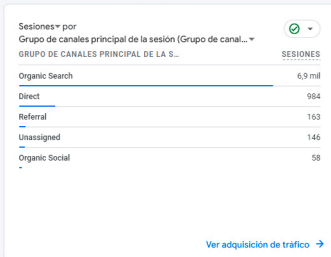 Sesiones por
Grupo de canales principal de la sesión (Grupo de canal...
GRUPO DE CANALES PRINCIPAL DE LA S...
SESIONES
Organic Search
6,9 mil
Direct
984
Referral
163
Unassigned
146
Organic Social
58
Ver adquisición de tráfico